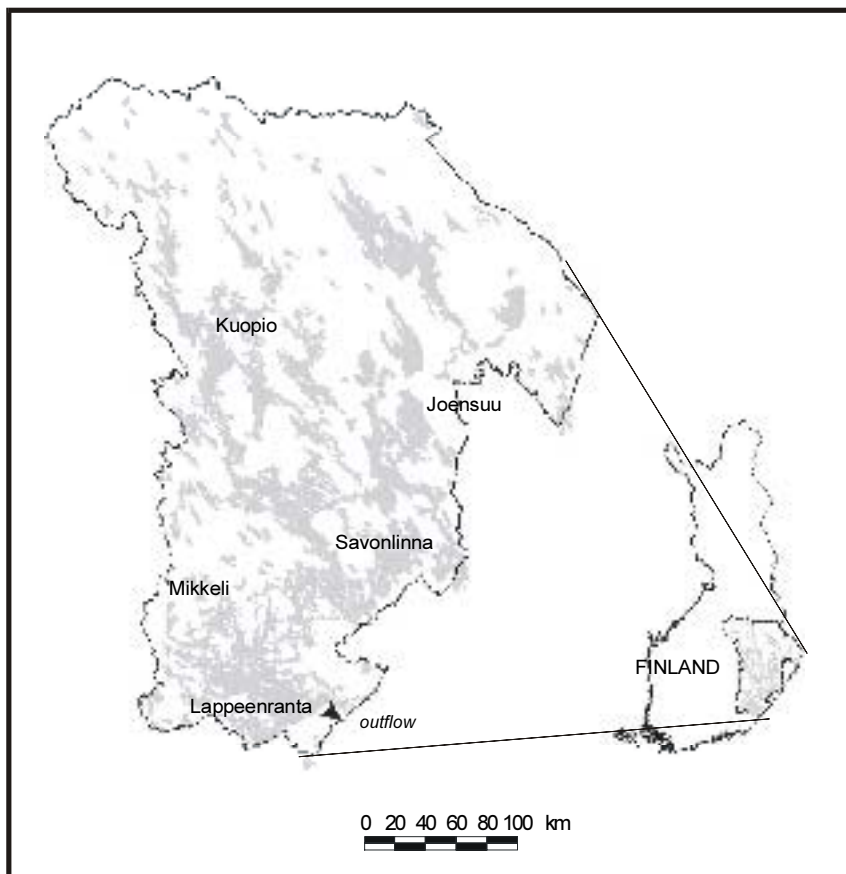 Kuopio
Joensuu
Savonlinna
Mikkeli
FINLAND
Lappeenranta
outflow
0 20 40 60 80 100 km